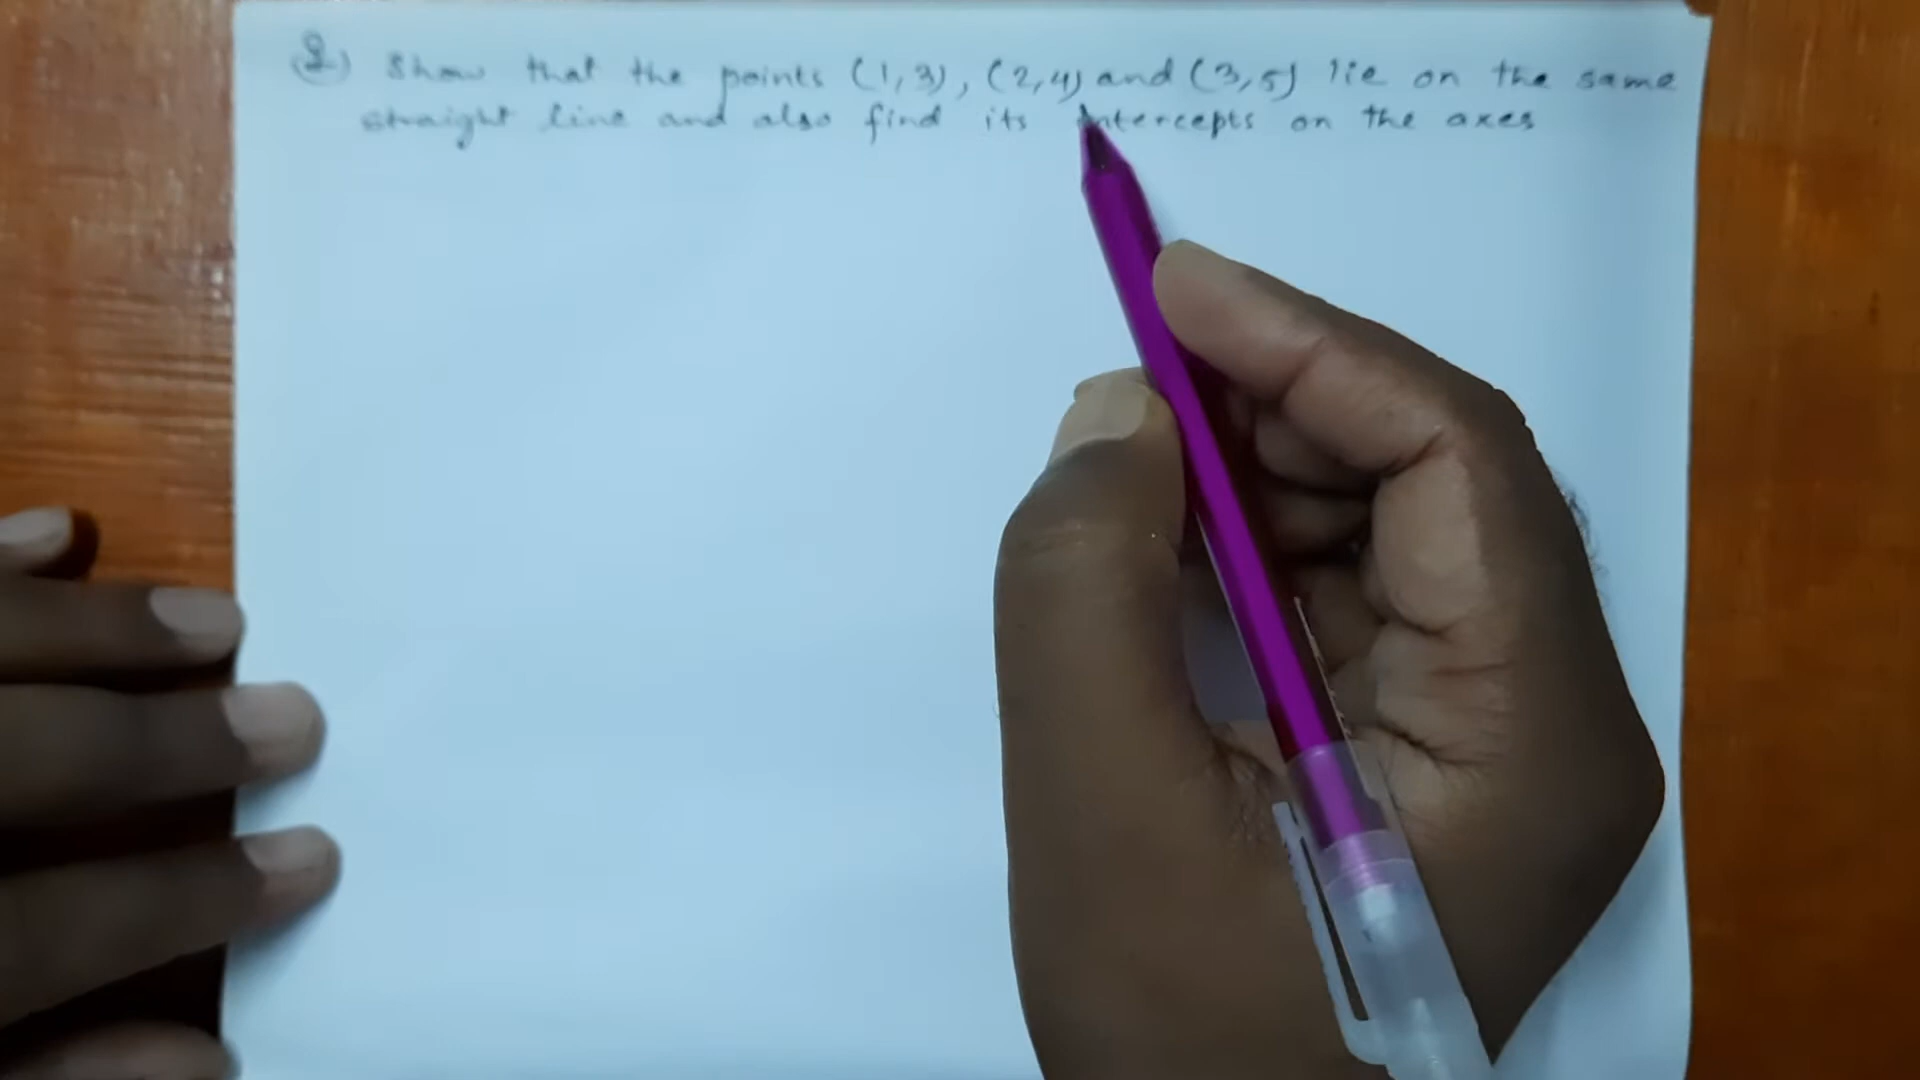 Q) Show that the points (1,3), (2,4) and (3,5) lie on the same
straight line and also find its intercepts on the axes